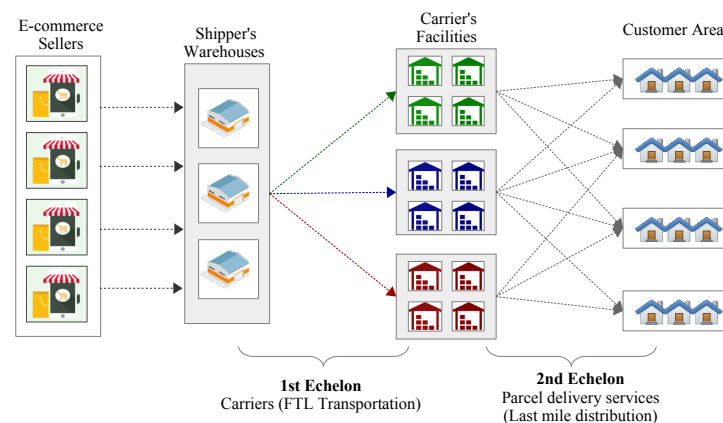 E-commerce
Sellers
Shipper's
Warehouses
Carrier's
Facilities
Customer Area
1st Echelon
Carriers (FTL Transportation)
2nd Echelon
Parcel delivery services
(Last mile distribution)